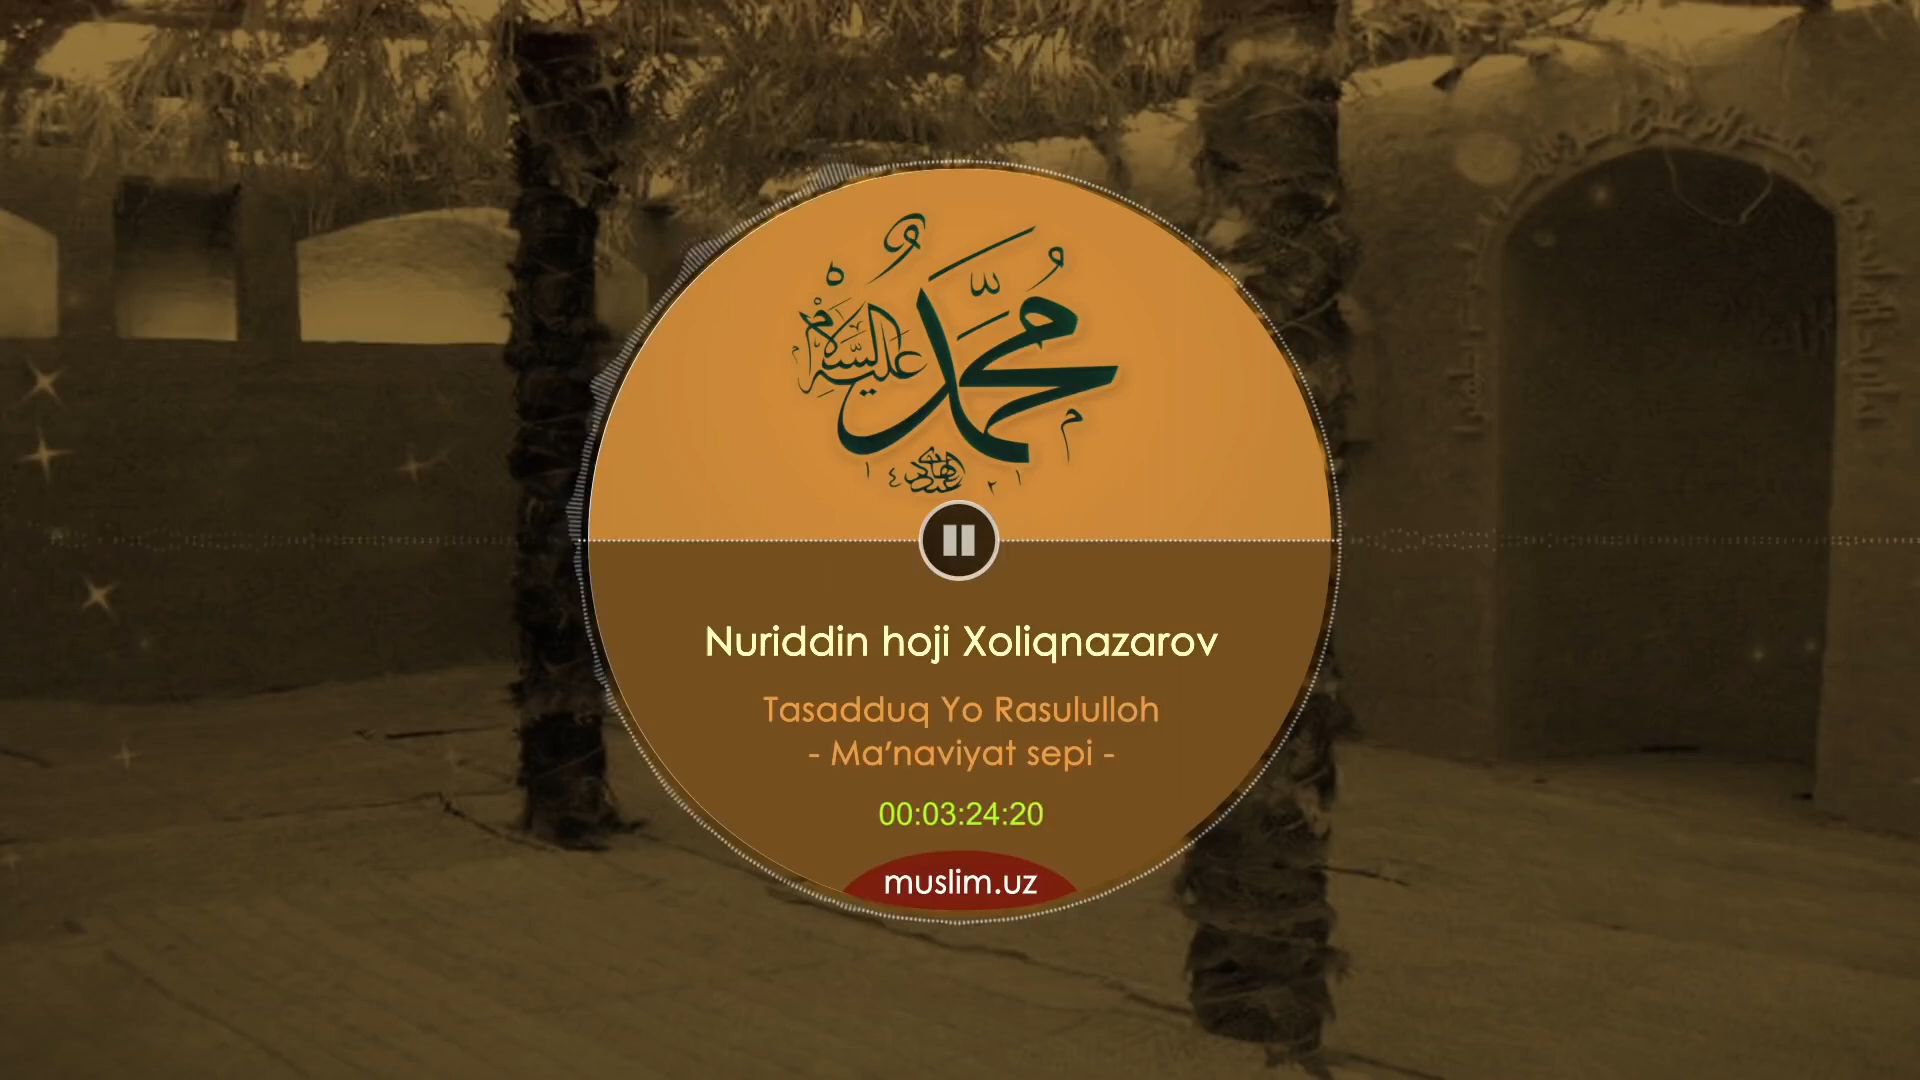 محمد
عليه السلام
Nuriddin hoji Xoliqnazarov
Tasadduq Yo Rasululloh
- Ma'naviyat sepi -
00:03:24:20
muslim.uz